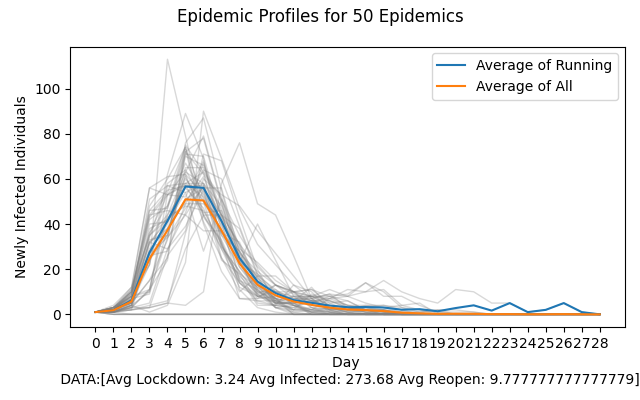 Epidemic Profiles for 50 Epidemics
Average of Running
Average of All
Newly Infected Individuals
100
80
60
40
20
0
0 1 2 3 4 5 6 7 8 9 10 11 12 13 14 15 16 17 18 19 20 21 22 23 24 25 26 27 28
Day
DATA:[Avg Lockdown: 3.24 Avg Infected: 273.68 Avg Reopen: 9.777777777777779]